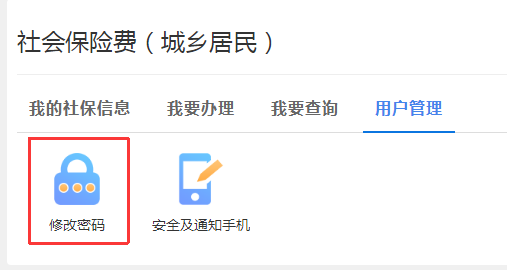 社会保险费（城乡居民）
我的社保信息 我要办理 我要查询 用户管理
修改密码 安全及通知手机